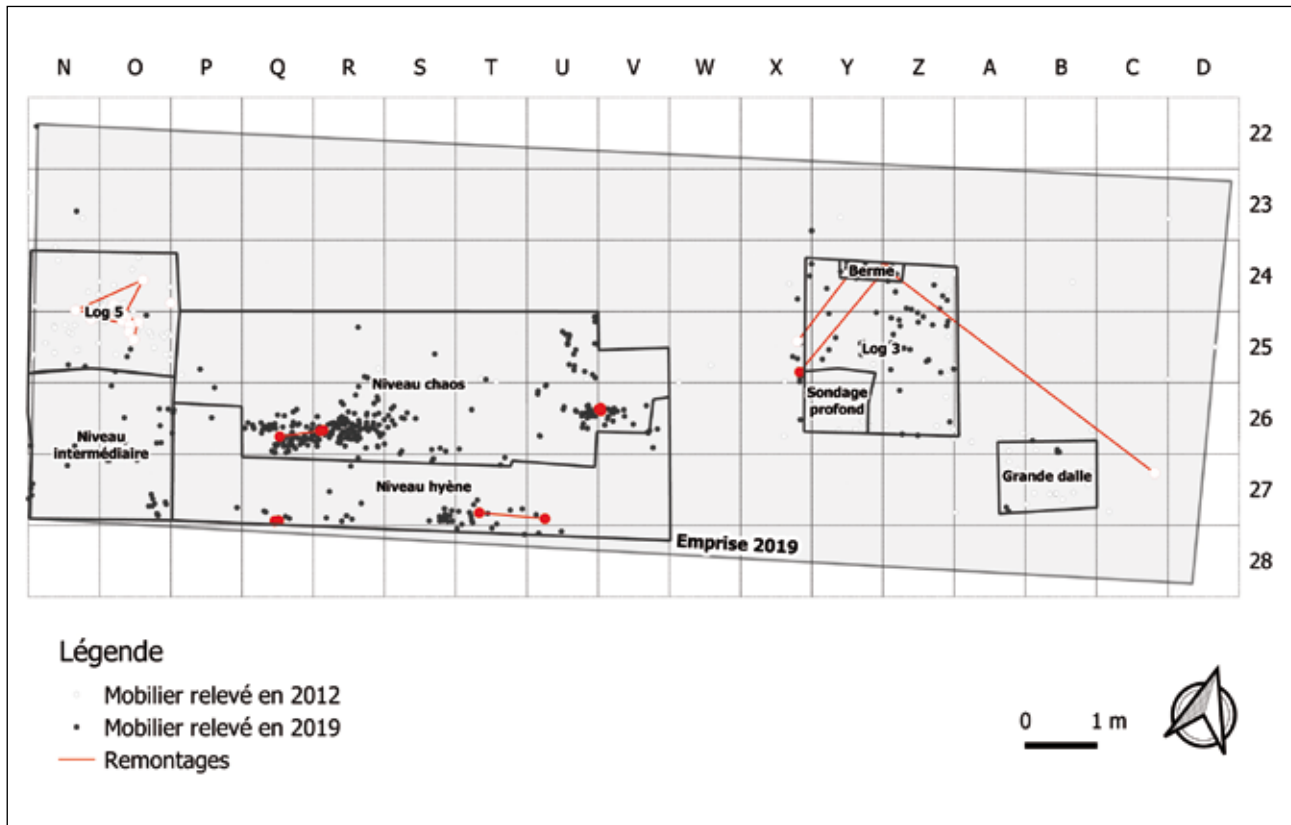 N O P Q R S T U V W X Y Z A B C D
22
23
24
25
26
27
28
Berme
Log 5
Log 3
Niveau chaos
Sondage
profond
Niveau
intermédiaire
Grande dalle
Niveau hyène
Emprise 2019
Légende
Mobilier relevé en 2012
Mobilier relevé en 2019
Remontages
0 1 m